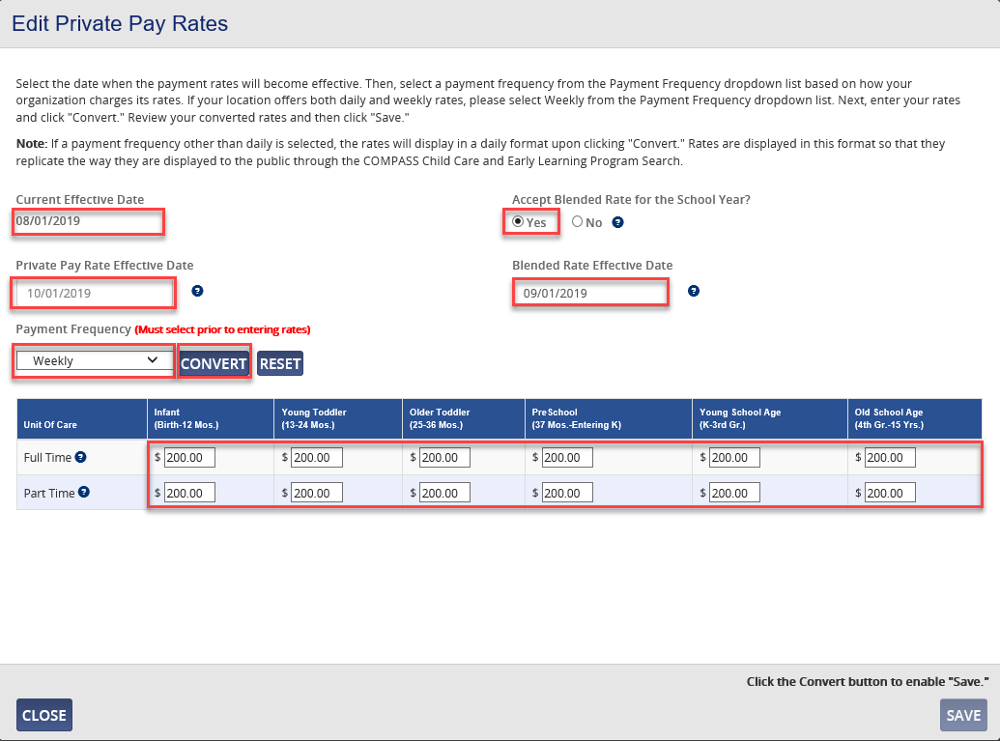 Edit Private Pay Rates
Select the date when the payment rates will become effective. Then, select a payment frequency from the Payment Frequency dropdown list based on how your
organization charges its rates. If your location offers both daily and weekly rates, please select Weekly from the Payment Frequency dropdown list. Next, enter your rates
and click "Convert." Review your converted rates and then click "Save."
Note: If a payment frequency other than daily is selected, the rates will display in a daily format upon clicking "Convert." Rates are displayed in this format so that they
replicate the way they are displayed to the public through the COMPASS Child Care and Early Learning Program Search.
Current Effective Date Accept Blended Rate for the School Year?
08/01/2019 Yes No ?
Private Pay Rate Effective Date Blended Rate Effective Date
10/01/2019 ? 09/01/2019 ?
Payment Frequency (Must select prior to entering rates)
Weekly CONVERT RESET
Infant Young Toddler Older Toddler PreSchool Young School Age Old School Age
Unit Of Care (Birth-12 Mos.) (13-24 Mos.) (25-36 Mos.) (37 Mos.-Entering K) (K-3rd Gr.) (4th Gr.-15 Yrs.)
Full Time ? $ 200.00 $ 200.00 $ 200.00 $ 200.00 $ 200.00 $ 200.00
Part Time ? $ 200.00 $ 200.00 $ 200.00 $ 200.00 $ 200.00 $ 200.00
Click the Convert button to enable "Save."
CLOSE SAVE